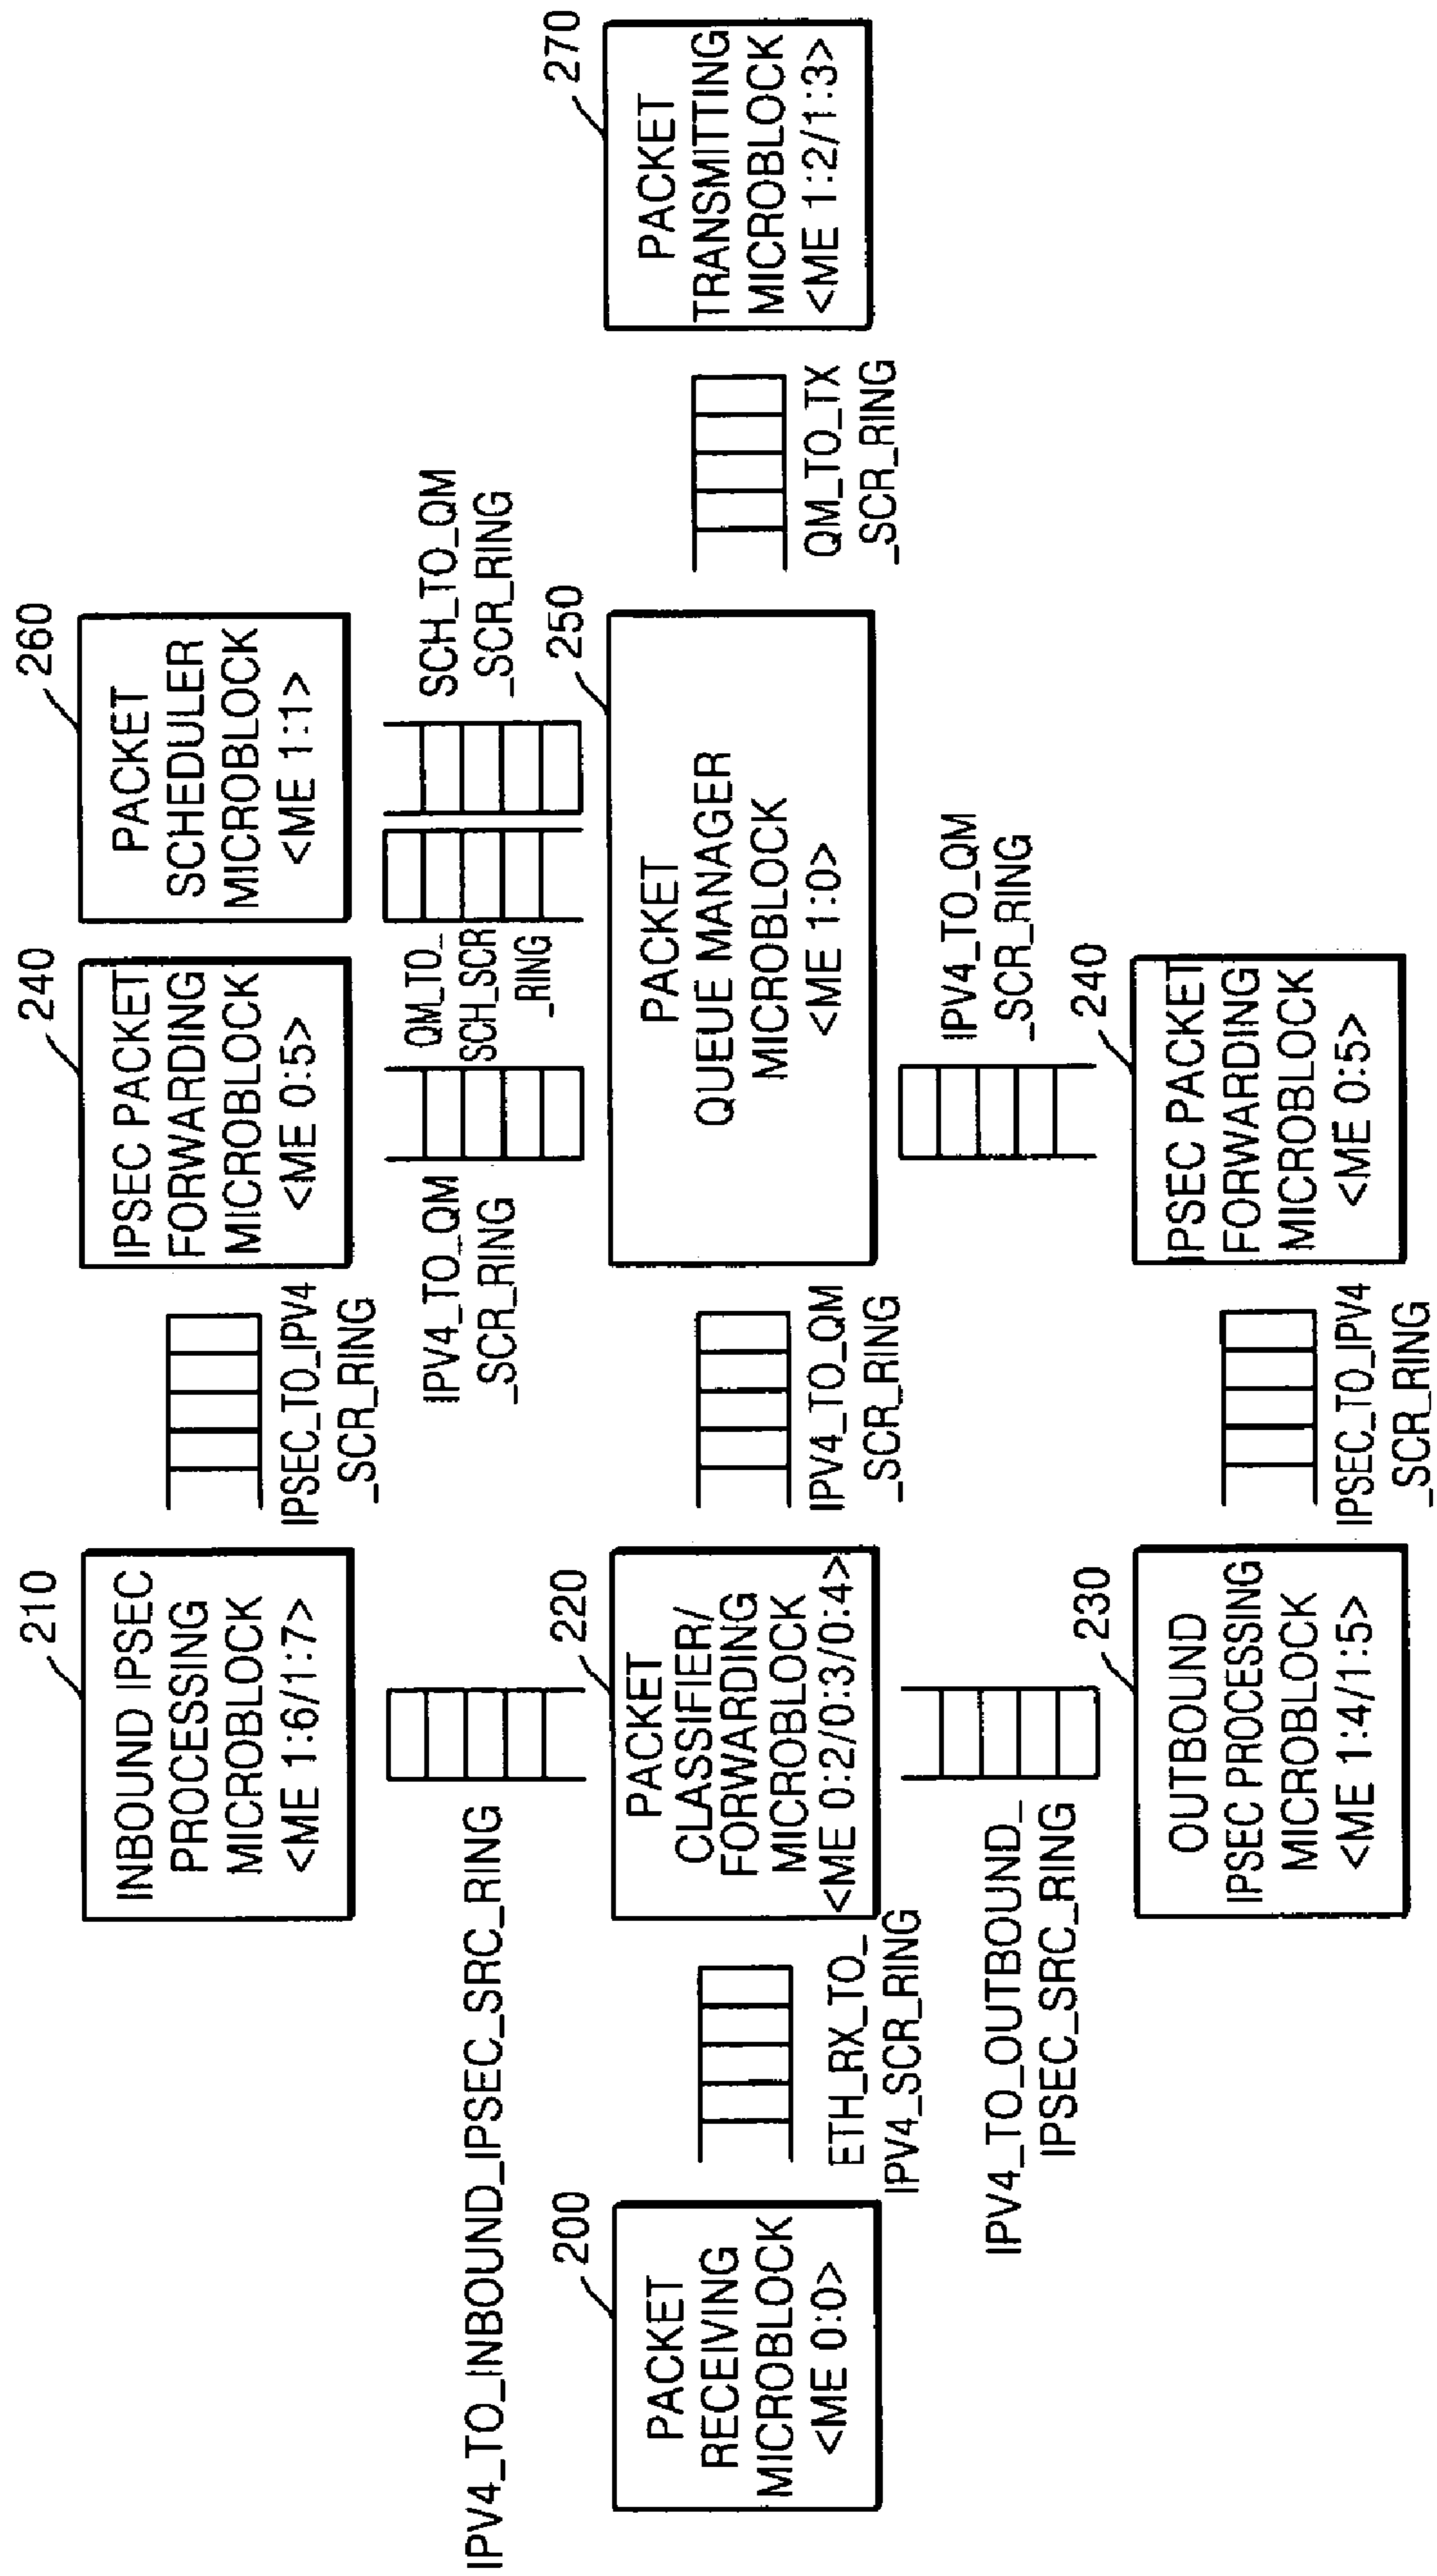 210
INBOUND IPSEC
PROCESSING
MICROBLOCK
<ME 1:6/1:7>
IPSEC_TO_IPV4
_SCR_RING
240
IPSEC PACKET
FORWARDING
MICROBLOCK
<ME 0:5>
260
PACKET
SCHEDULER
MICROBLOCK
<ME 1:1>
IPV4_TO_INBOUND_IPSEC_SRC_RING
IPV4_TO_QM
_SCR_RING
QM_TO_
SCH_SCR
_RING
SCH_TO_QM
_SCR_RING
200
PACKET
RECEIVING
MICROBLOCK
<ME 0:0>
ETH_RX_TO_
IPV4_SCR_RING
220
PACKET
CLASSIFIER/
FORWARDING
MICROBLOCK
<ME 0:2/0:3/0:4>
IPV4_TO_QM
_SCR_RING
250
PACKET
QUEUE MANAGER
MICROBLOCK
<ME 1:0>
QM_TO_TX
_SCR_RING
270
PACKET
TRANSMITTING
MICROBLOCK
<ME 1:2/1:3>
IPV4_TO_OUTBOUND_
IPSEC_SRC_RING
IPV4_TO_QM
_SCR_RING
230
OUTBOUND
IPSEC PROCESSING
MICROBLOCK
<ME 1:4/1:5>
IPSEC_TO_IPV4
_SCR_RING
240
IPSEC PACKET
FORWARDING
MICROBLOCK
<ME 0:5>